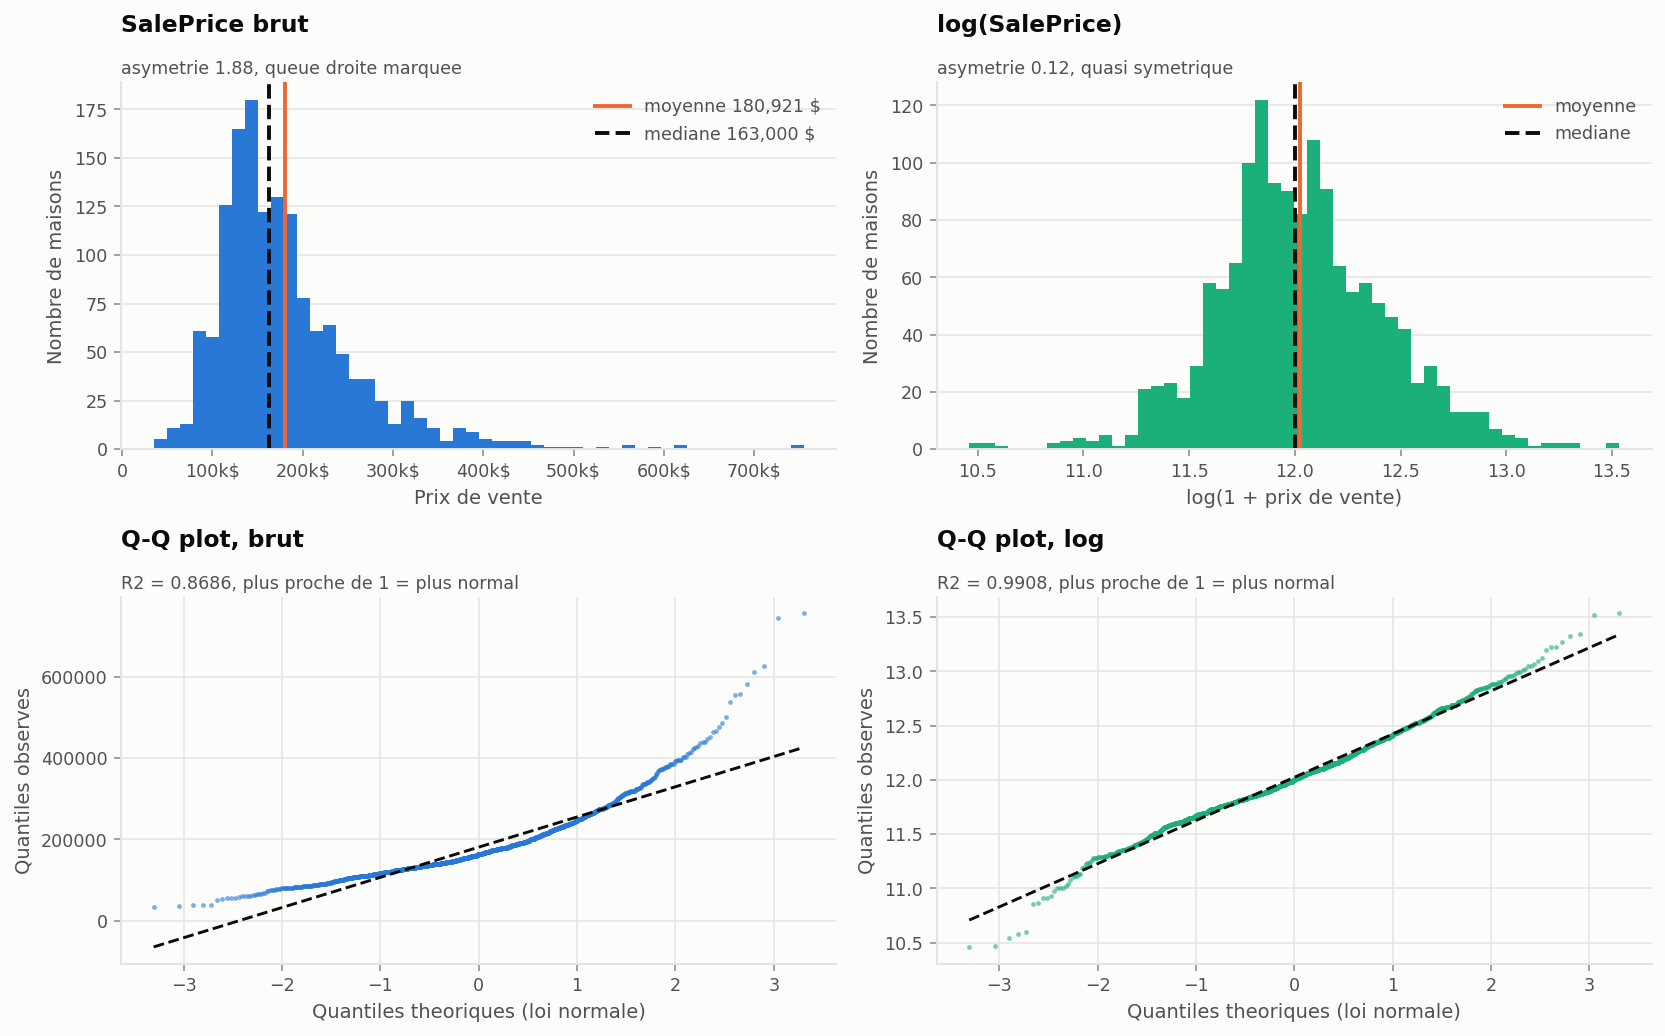 SalePrice brut
asymetrie 1.88, queue droite marquee
moyenne 180,921 $
mediane 163,000 $
Nombre de maisons
175
150
125
100
75
50
25
0
0 100k$ 200k$ 300k$ 400k$ 500k$ 600k$ 700k$
Prix de vente
log(SalePrice)
asymetrie 0.12, quasi symetrique
moyenne
mediane
Nombre de maisons
120
100
80
60
40
20
0
10.5 11.0 11.5 12.0 12.5 13.0 13.5
log(1 + prix de vente)
Q-Q plot, brut
R2 = 0.8686, plus proche de 1 = plus normal
Quantiles observes
600000
400000
200000
0
−3 −2 −1 0 1 2 3
Quantiles theoriques (loi normale)
Q-Q plot, log
R2 = 0.9908, plus proche de 1 = plus normal
Quantiles observes
13.5
13.0
12.5
12.0
11.5
11.0
10.5
−3 −2 −1 0 1 2 3
Quantiles theoriques (loi normale)